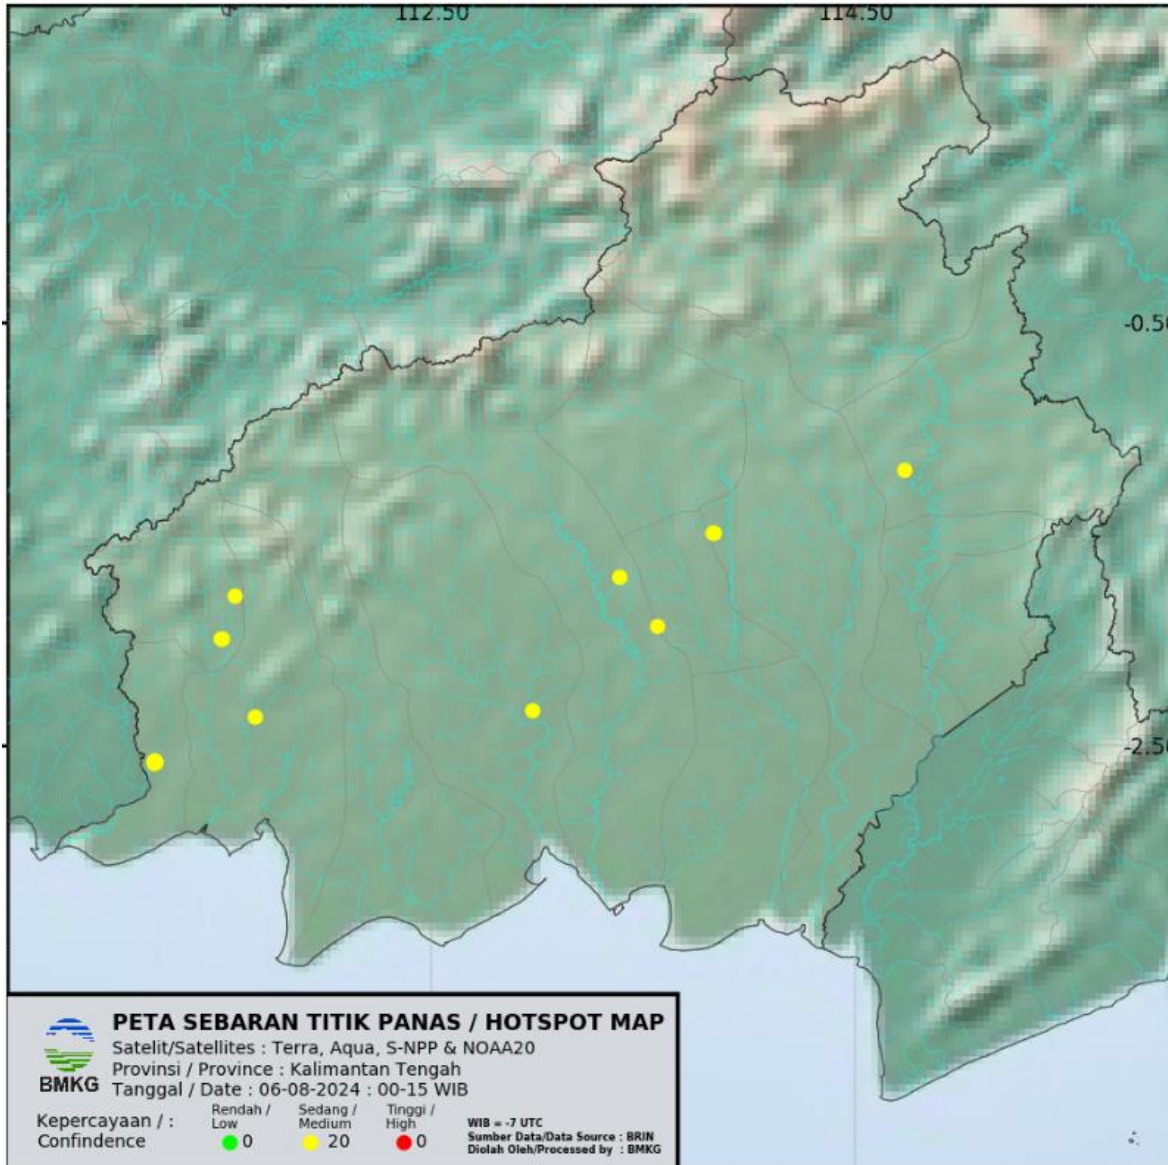 112.50
114.50
-0.50
-2.50
PETA SEBARAN TITIK PANAS / HOTSPOT MAP
Satelit/Satellites : Terra, Aqua, S-NPP & NOAA20
Provinsi / Province : Kalimantan Tengah
BMKG
Tanggal / Date : 06-08-2024 : 00-15 WIB
Kepercayaan / :
Confindence
Rendah /
Low
0
Sedang /
Medium
20
Tinggi /
High
0
WIB = -7 UTC
Sumber Data/Data Source : BRIN
Diolah Oleh/Processed by : BMKG